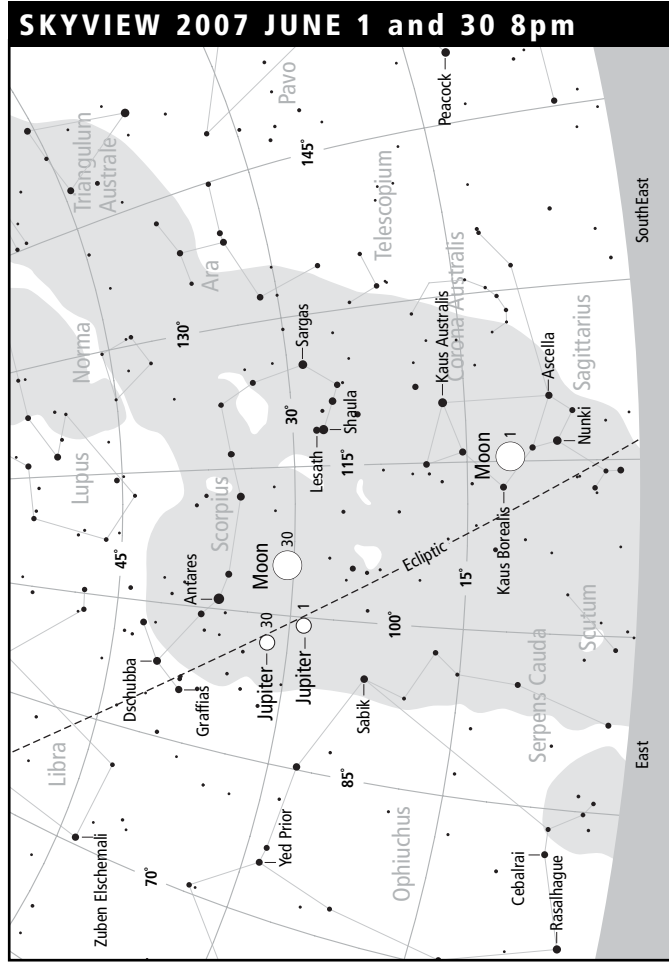 SKYVIEW 2007 JUNE 1 and 30 8pm
Pavo
Peacock
Triangulum
Australe
145°
Telescopium
SouthEast
Ara
Norma
130°
Sargas
Kaus Australis
Corona Australis
Sagittarius
Ascella
Lupus
30°
Shaula
Lesath
115°
Moon
1
Nunki
Scorpius
45°
Moon
30
Antares
Ecliptic
15°
Kaus Borealis
Dschubba
Graffias
30
Jupiter
1
Jupiter
100°
Scutum
Sabik
Serpens Cauda
Libra
85°
East
Zuben Elschemali
70°
Yed Prior
Ophiuchus
Cebalrai
Rasalhague